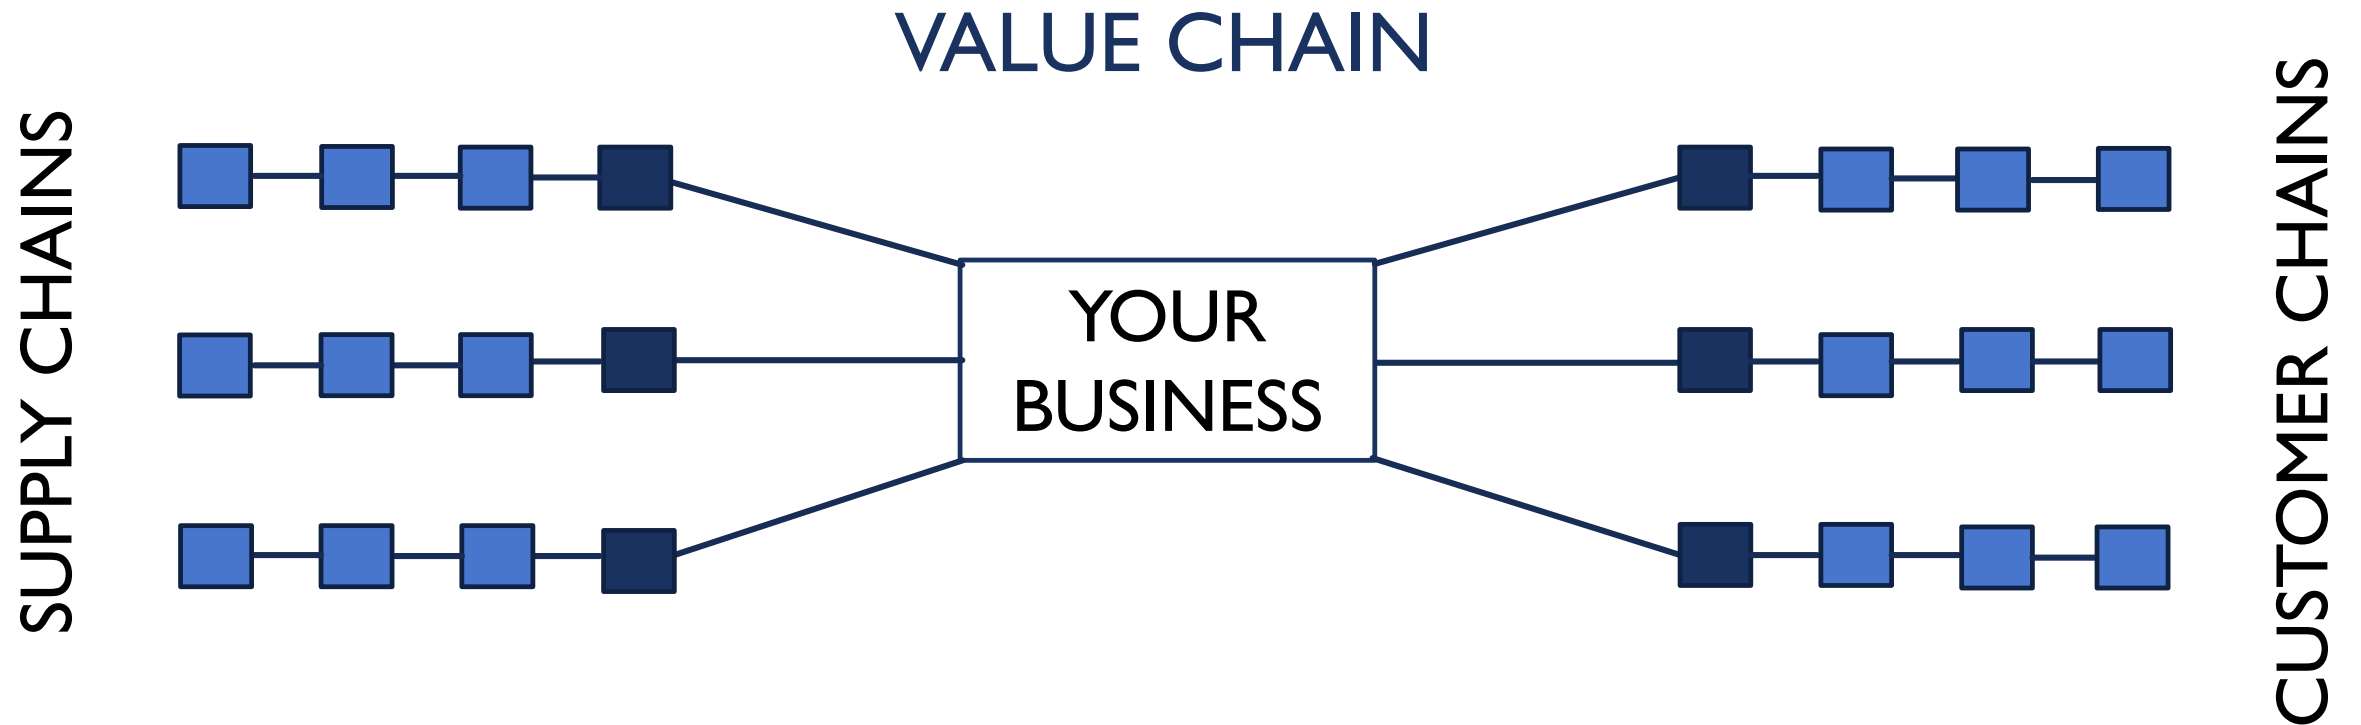 VALUE CHAIN
SUPPLY CHAINS
YOUR
BUSINESS
CUSTOMER CHAINS